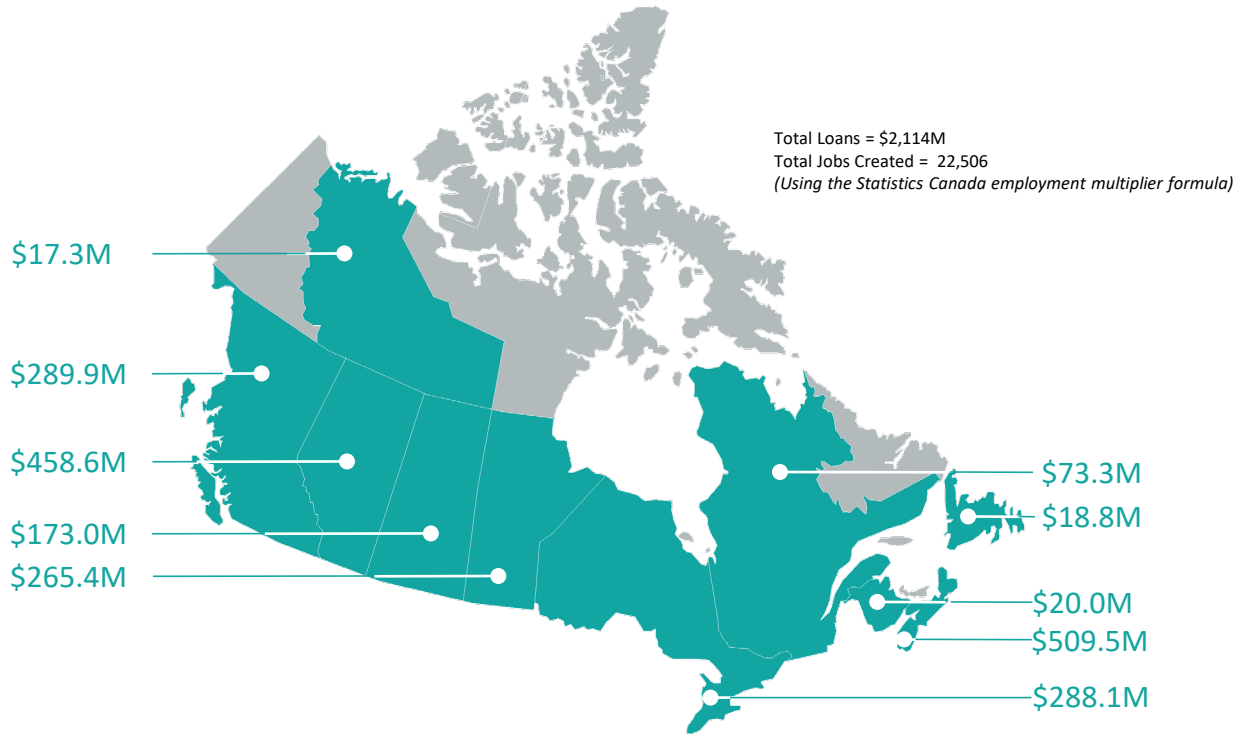 Total Loans = $2,114M
Total Jobs Created = 22,506
(Using the Statistics Canada employment multiplier formula)
$17.3M
$289.9M
$458.6M
$173.0M
$265.4M
$73.3M
$18.8M
$20.0M
$509.5M
$288.1M